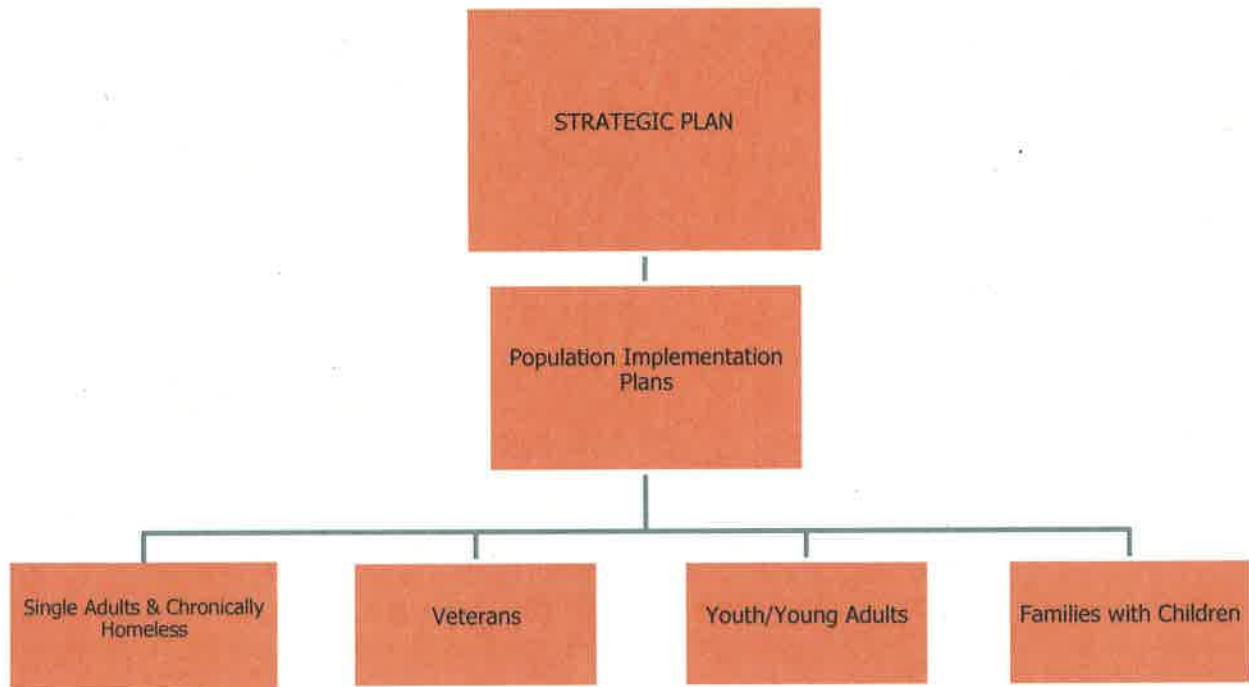 STRATEGIC PLAN
Population Implementation
Plans
Single Adults & Chronically
Homeless
Veterans
Youth/Young Adults
Families with Children